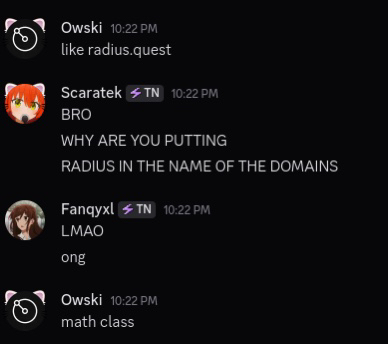 Owski 10:22 PM
like radius.quest
Scaratek TN 10:22 PM
BRO
WHY ARE YOU PUTTING
RADIUS IN THE NAME OF THE DOMAINS
Fanqyxl TN 10:22 PM
LMAO
ong
Owski 10:22 PM
math class